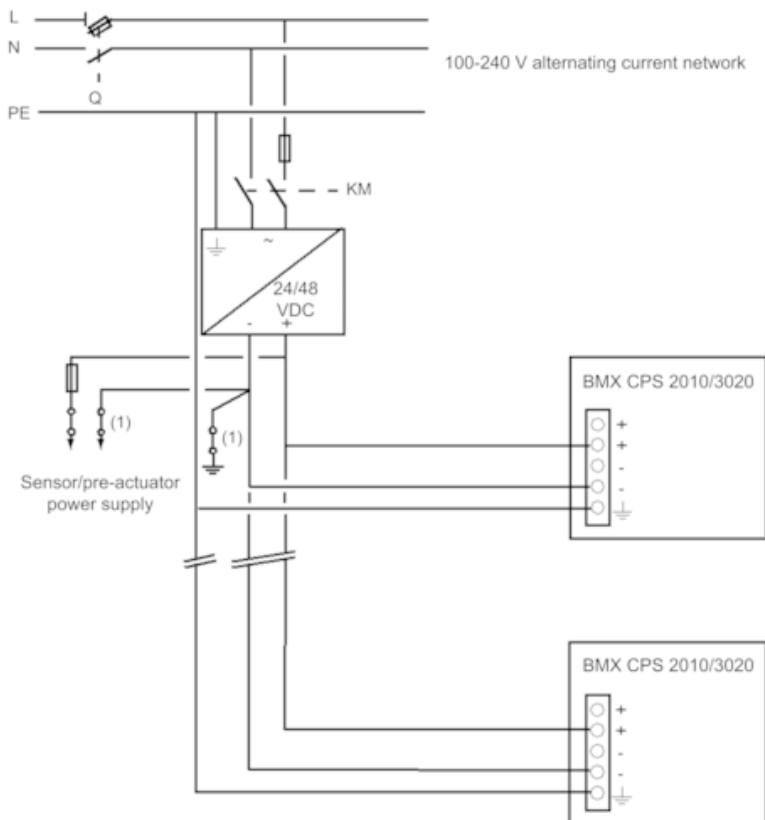 L
N
100-240 V alternating current network
Q
PE
KM
~
24/48
VDC
- +
(1)
(1)
Sensor/pre-actuator
power supply
BMX CPS 2010/3020
+
+
-
-
BMX CPS 2010/3020
+
+
-
-